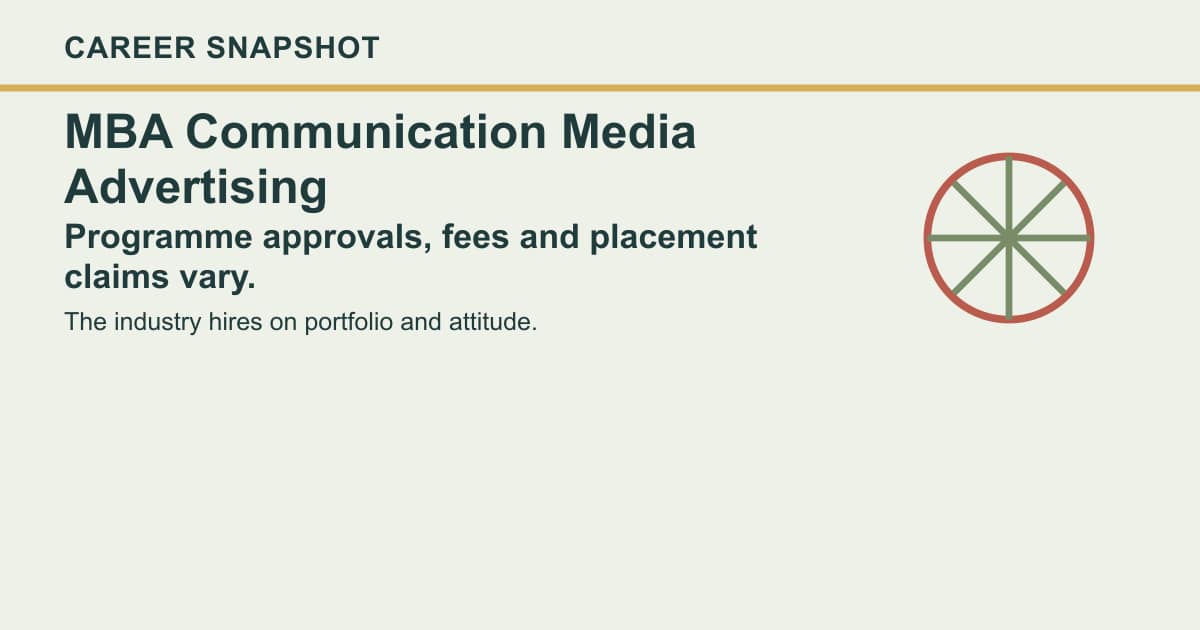 CAREER SNAPSHOT
MBA Communication Media
Advertising
Programme approvals, fees and placement
claims vary.
The industry hires on portfolio and attitude.